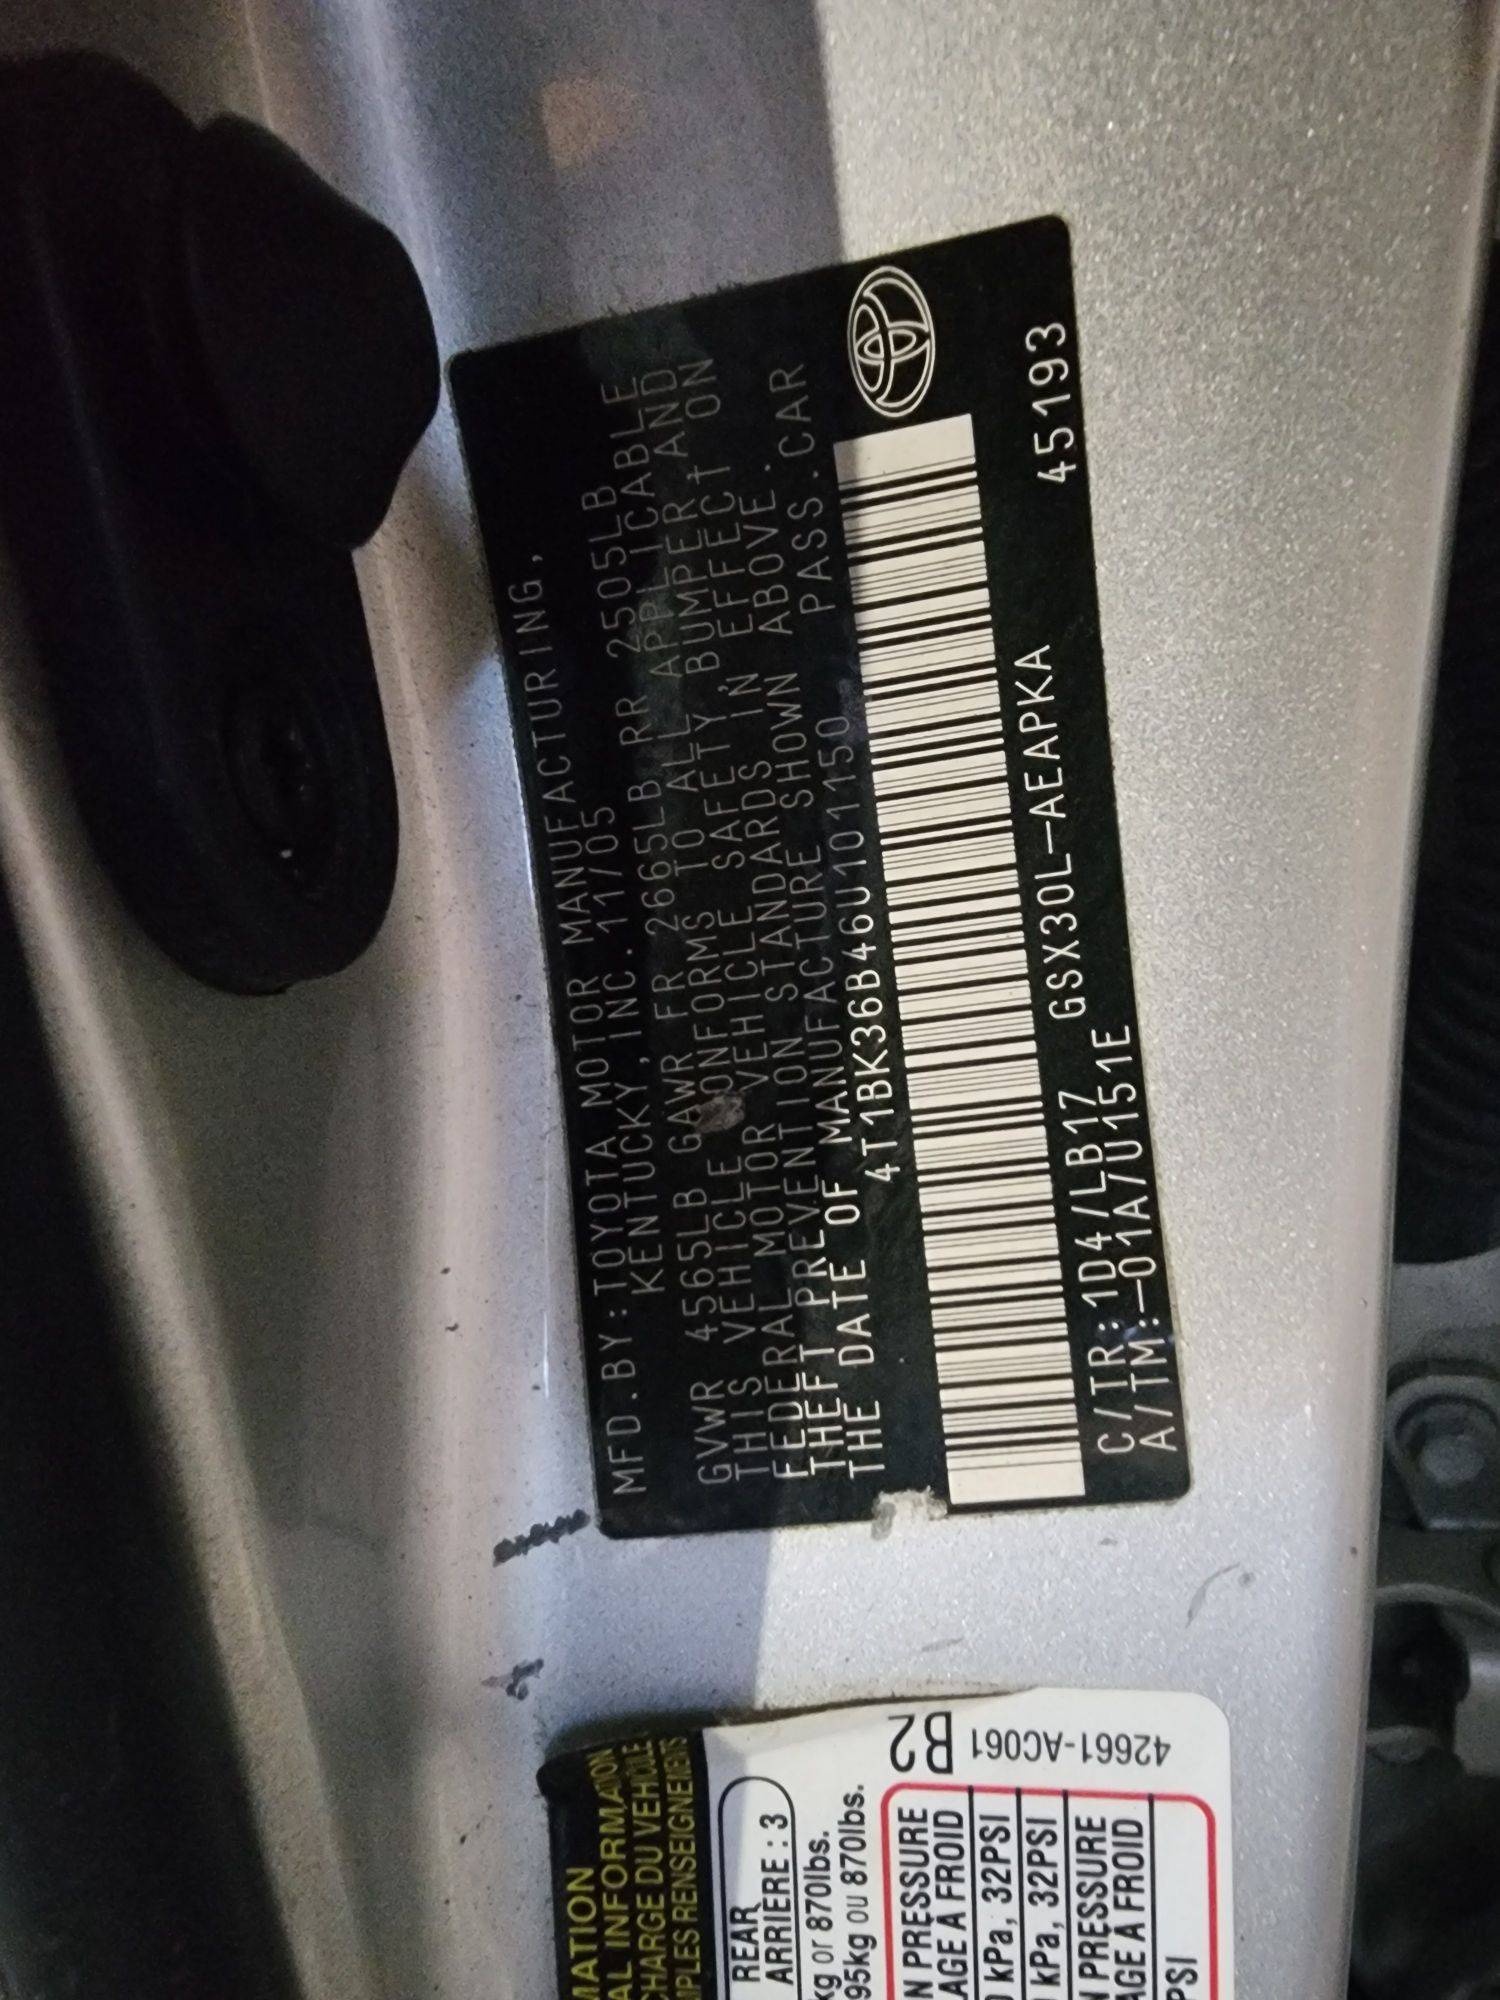 MFD.BY:TOYOTA MOTOR MANUFACTURING,
KENTUCKY,INC. 11/05
GVWR 4565LB GAWR FR 2665LB RR 2505LB
THIS VEHICLE CONFORMS TO ALL APPLICABLE
FEDERAL MOTOR VEHICLE SAFETY, BUMPER, AND
THEFT PREVENTION STANDARDS IN EFFECT ON
THE DATE OF MANUFACTURE SHOWN ABOVE.
4T1BK36B46U101150 PASS.CAR
C/TR:1D4/LB17 GSX30L-AEAPKA 45193
A/TM:-01A/U151E
MATION
AL INFORMATION
CHARGE DU VEHICULE
MPLES RENSEIGNEMENTS
REAR
ARRIERE : 3
kg or 870lbs.
95kg ou 870lbs.
B2
N PRESSURE
AGE A FROID
0 kPa, 32PSI
0 kPa, 32PSI
N PRESSURE
AGE A FROID
PSI
42661-AC061